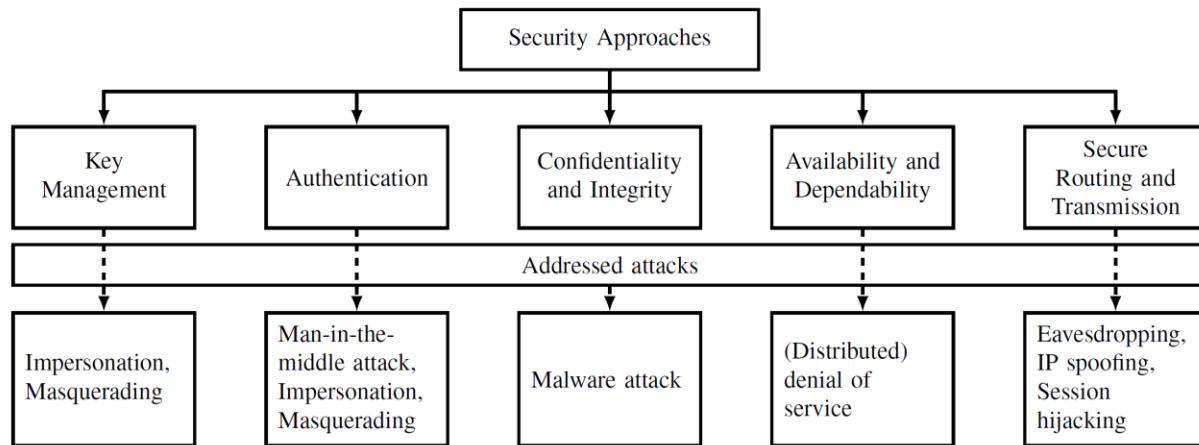 Security Approaches
Key
Management
Authentication
Confidentiality
and Integrity
Availability and
Dependability
Secure
Routing and
Transmission
Addressed attacks
Impersonation,
Masquerading
Man-in-the-
middle attack,
Impersonation,
Masquerading
Malware attack
(Distributed)
denial of
service
Eavesdropping,
IP spoofing,
Session
hijacking